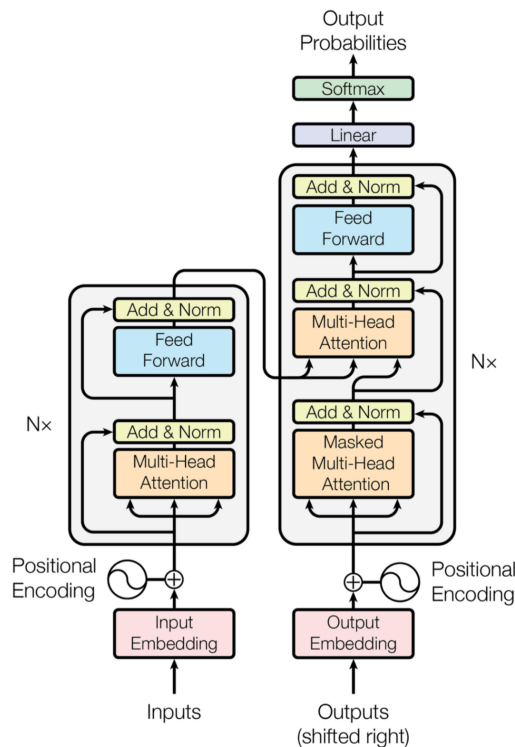 Output
Probabilities
Softmax
Linear
Add & Norm
Feed
Forward
Add & Norm
Multi-Head
Attention
Add & Norm
Masked
Multi-Head
Attention
Nx
Positional
Encoding
Output
Embedding
Outputs
(shifted right)
Add & Norm
Feed
Forward
Add & Norm
Multi-Head
Attention
Nx
Positional
Encoding
Input
Embedding
Inputs